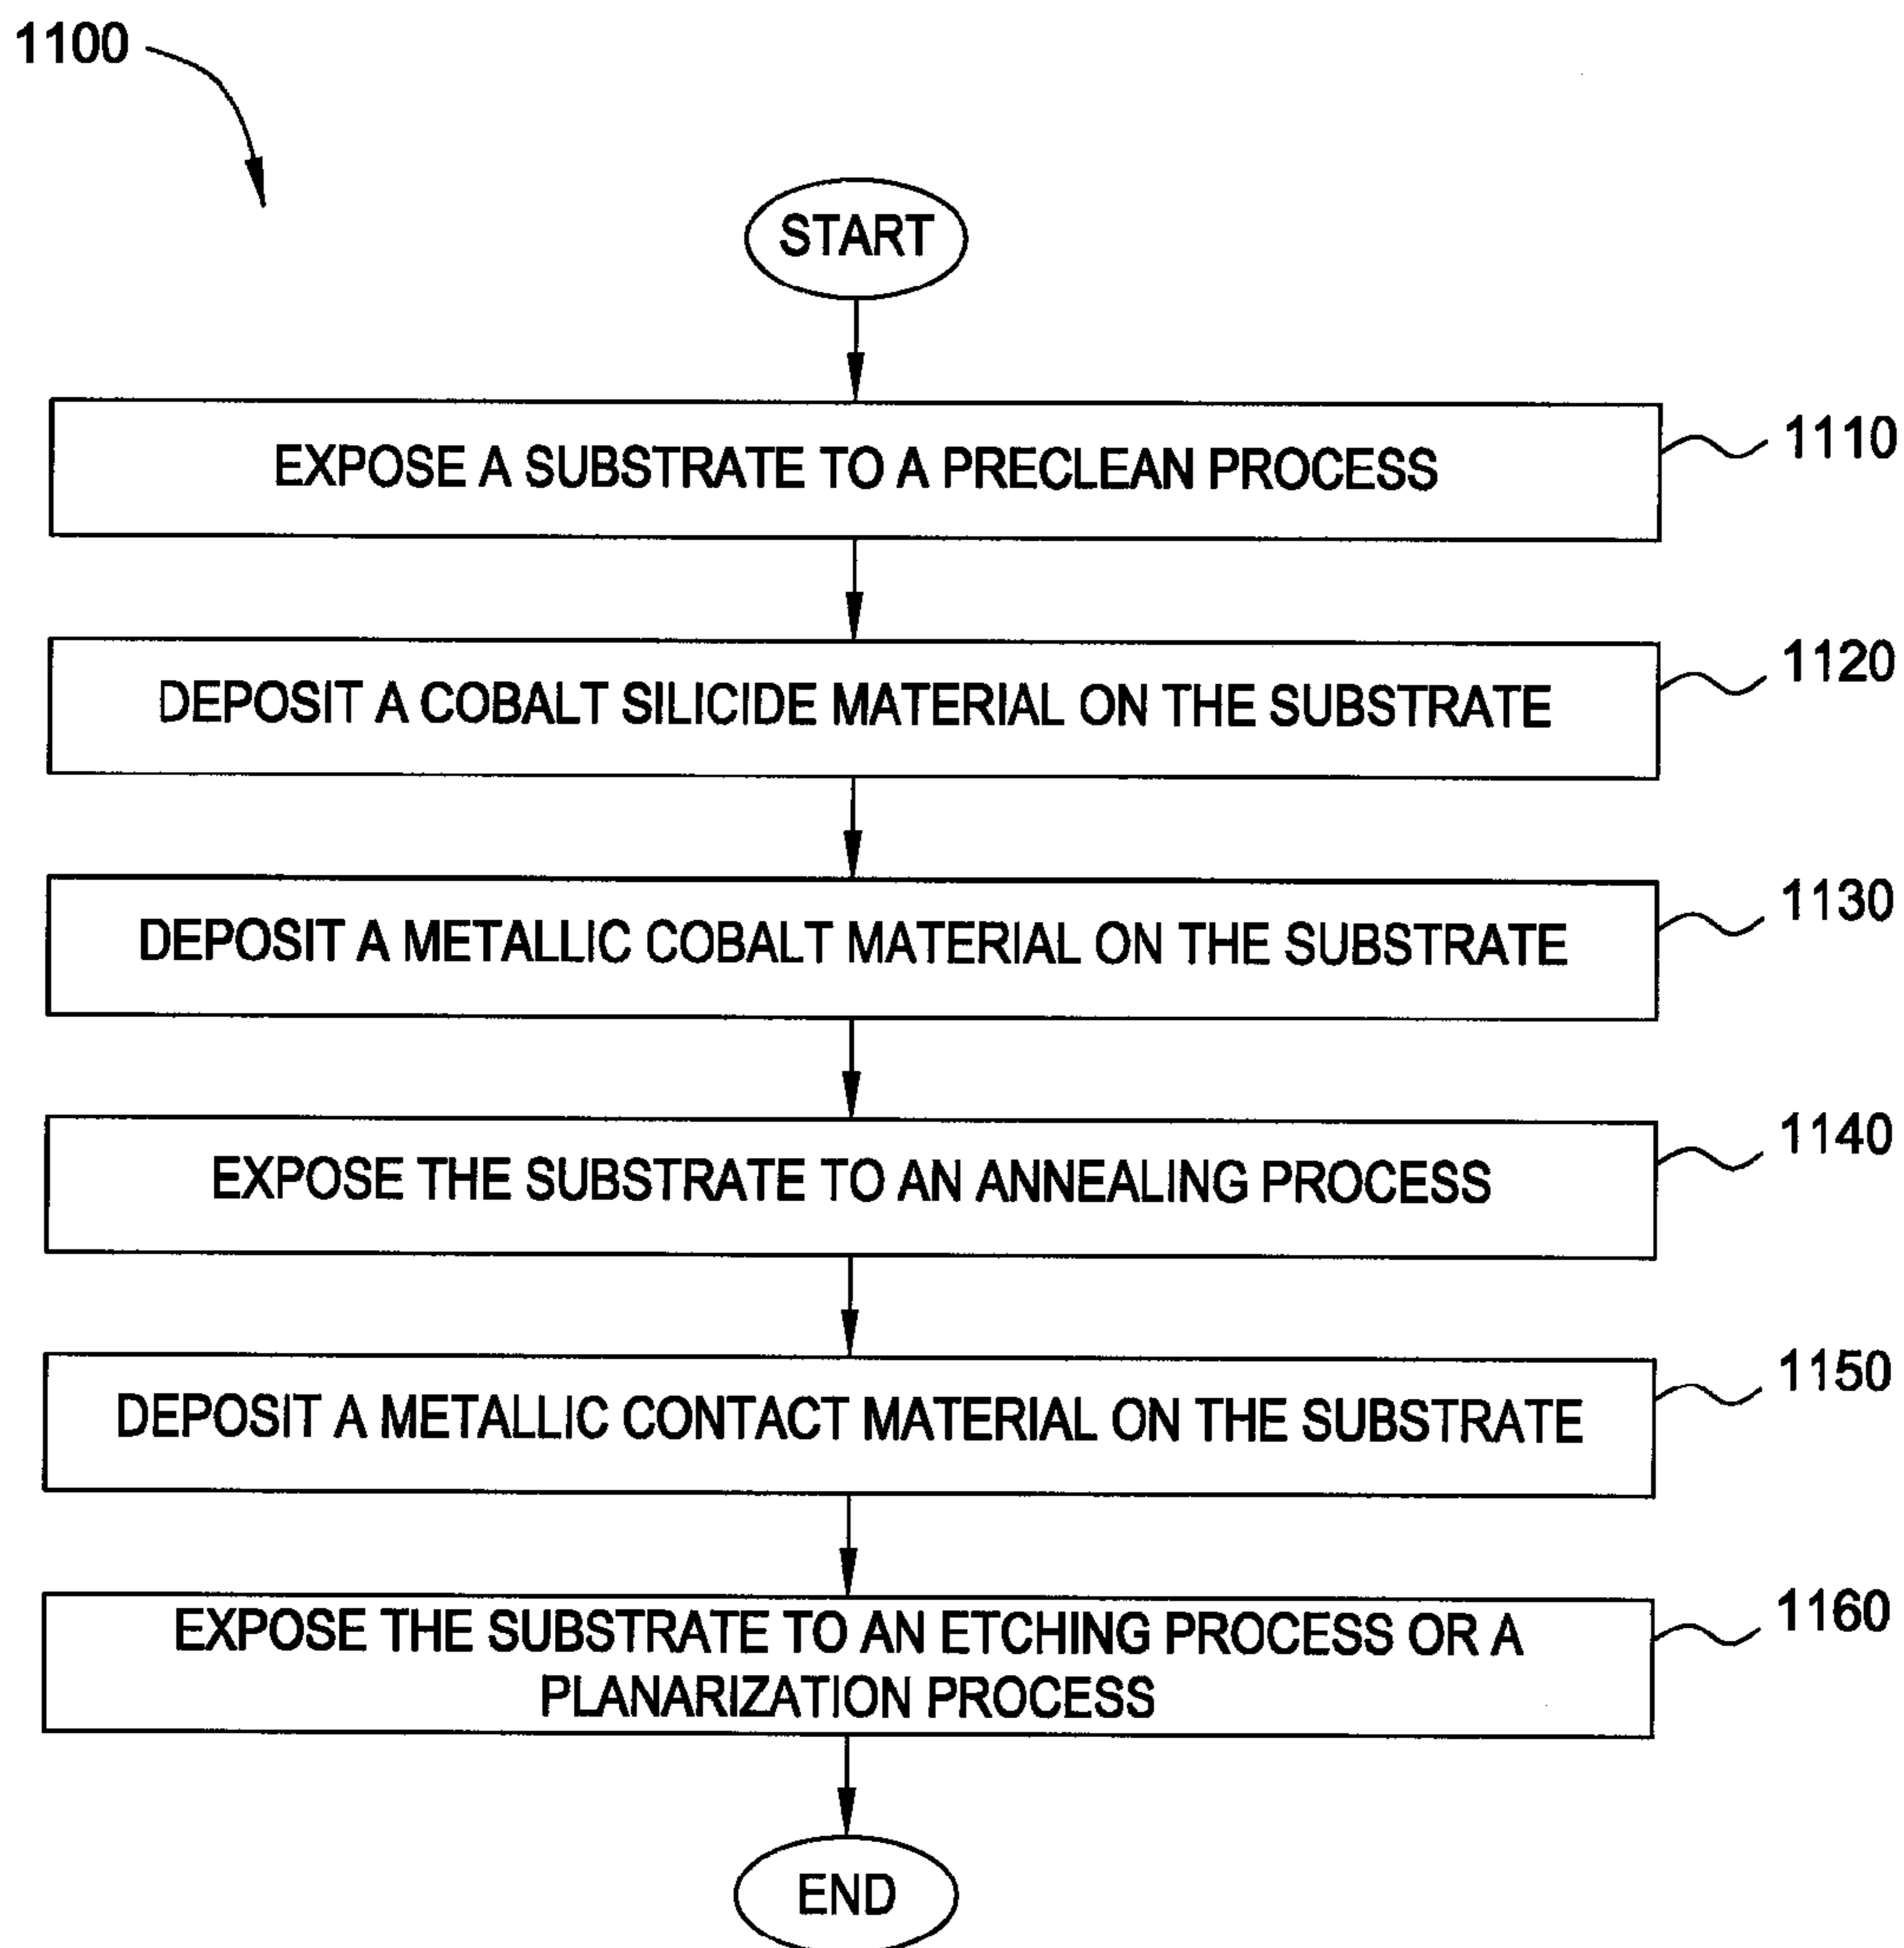 1100
START
EXPOSE A SUBSTRATE TO A PRECLEAN PROCESS
1110
DEPOSIT A COBALT SILICIDE MATERIAL ON THE SUBSTRATE
1120
DEPOSIT A METALLIC COBALT MATERIAL ON THE SUBSTRATE
1130
EXPOSE THE SUBSTRATE TO AN ANNEALING PROCESS
1140
DEPOSIT A METALLIC CONTACT MATERIAL ON THE SUBSTRATE
1150
EXPOSE THE SUBSTRATE TO AN ETCHING PROCESS OR A
PLANARIZATION PROCESS
1160
END